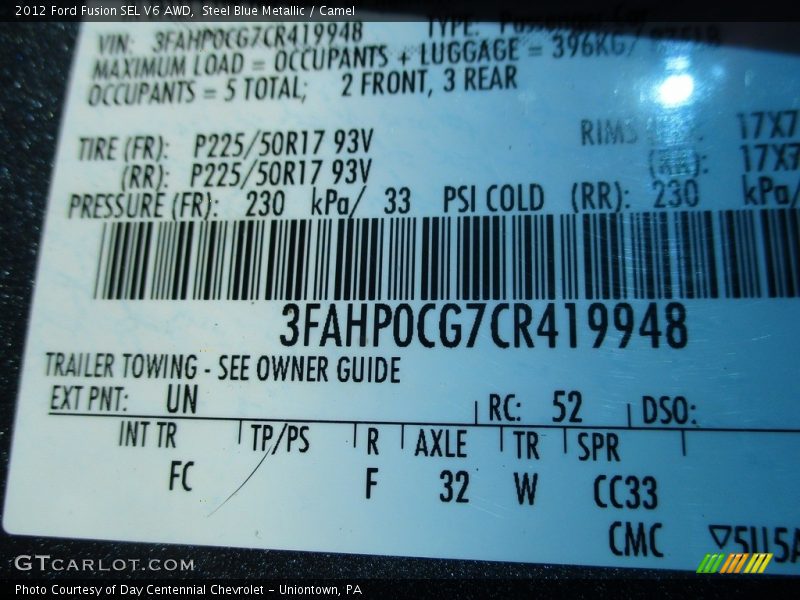 2012 Ford Fusion SEL V6 AWD, Steel Blue Metallic / Camel
VIN: 3FAHP0CG7CR419948 TYPE:
MAXIMUM LOAD = OCCUPANTS + LUGGAGE = 396KG/
OCCUPANTS = 5 TOTAL; 2 FRONT, 3 REAR
TIRE (FR): P225/50R17 93V RIMS 17X7
(RR): P225/50R17 93V (RR): 17X7
PRESSURE (FR): 230 kPa/ 33 PSI COLD (RR): 230 kPa/
3FAHP0CG7CR419948
TRAILER TOWING - SEE OWNER GUIDE
EXT PNT: UN RC: 52 DSO:
INT TR TP/PS R AXLE TR SPR
FC F 32 W CC33
CMC ▽5U5A
GTCARLOT.COM
Photo Courtesy of Day Centennial Chevrolet - Uniontown, PA